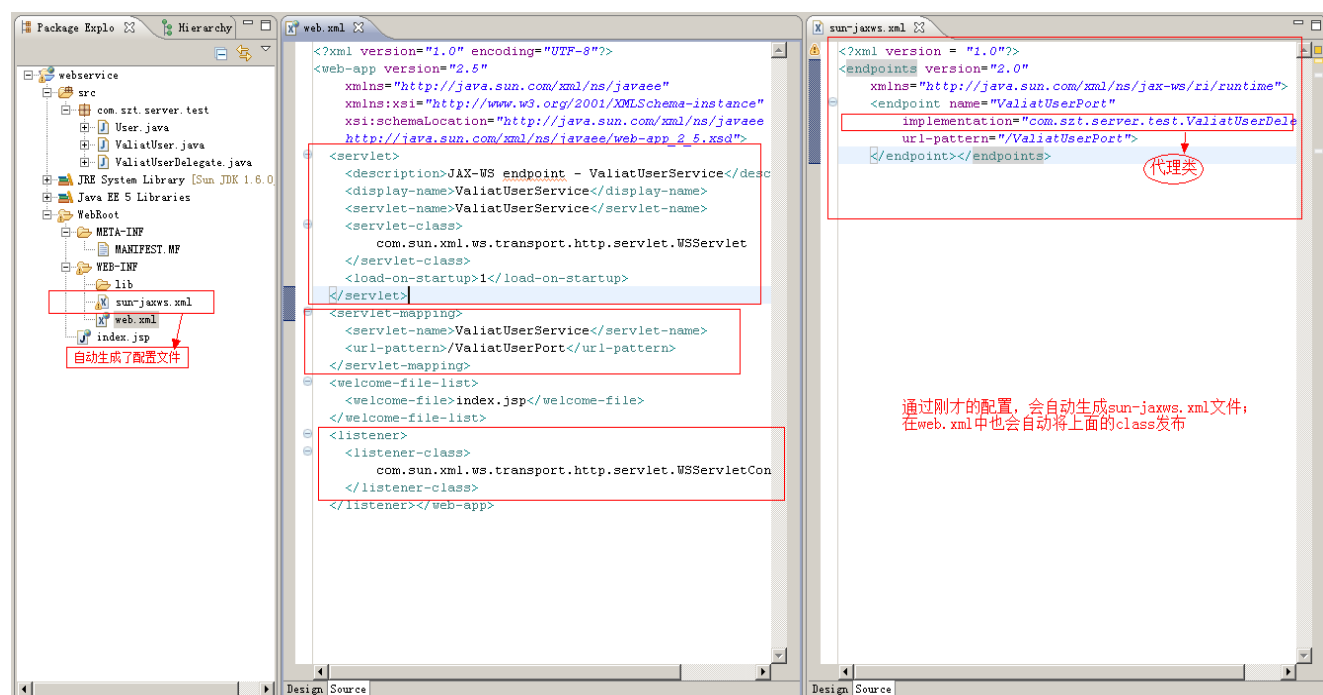 Package Explo
Hierarchy
webservice
src
com.szt.server.test
User.java
ValiatUser.java
ValiatUserDelegate.java
JRE System Library [Sun JDK 1.6.0
Java EE 5 Libraries
WebRoot
META-INF
MANIFEST.MF
WEB-INF
lib
sun-jaxws.xml
web.xml
index.jsp
自动生成了配置文件
web.xml
<?xml version="1.0" encoding="UTF-8"?>
<web-app version="2.5"
xmlns="http://java.sun.com/xml/ns/javaee"
xmlns:xsi="http://www.w3.org/2001/XMLSchema-instance"
xsi:schemaLocation="http://java.sun.com/xml/ns/javaee
http://java.sun.com/xml/ns/javaee/web-app_2_5.xsd">
<servlet>
<description>JAX-WS endpoint - ValiatUserService</desc
<display-name>ValiatUserService</display-name>
<servlet-name>ValiatUserService</servlet-name>
<servlet-class>
com.sun.xml.ws.transport.http.servlet.WSServlet
</servlet-class>
<load-on-startup>1</load-on-startup>
</servlet>
<servlet-mapping>
<servlet-name>ValiatUserService</servlet-name>
<url-pattern>/ValiatUserPort</url-pattern>
</servlet-mapping>
<welcome-file-list>
<welcome-file>index.jsp</welcome-file>
</welcome-file-list>
<listener>
<listener-class>
com.sun.xml.ws.transport.http.servlet.WSServletCon
</listener-class>
</listener></web-app>
Design Source
sun-jaxws.xml
<?xml version = "1.0"?>
<endpoints version="2.0"
xmlns="http://java.sun.com/xml/ns/jax-ws/ri/runtime">
<endpoint name="ValiatUserPort"
implementation="com.szt.server.test.ValiatUserDele
url-pattern="/ValiatUserPort">
</endpoint></endpoints>
代理类
通过刚才的配置，会自动生成sun-jaxws.xml文件；
在web.xml中也会自动将上面的class发布
Design Source